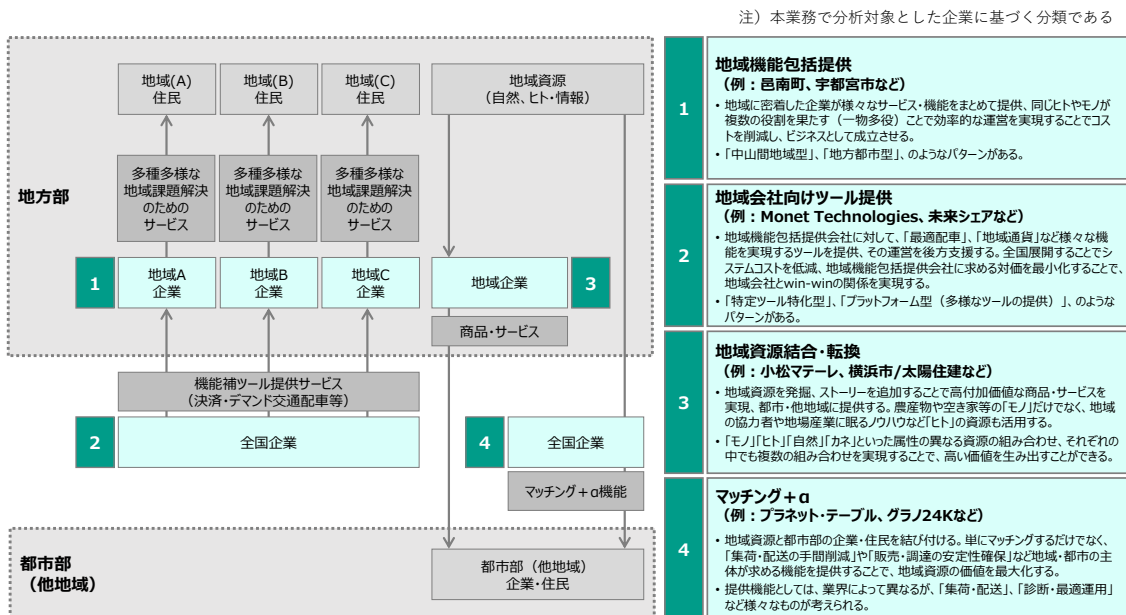 注）本業務で分析対象とした企業に基づく分類である
地方部
地域(A)
住民
地域(B)
住民
地域(C)
住民
地域資源
（自然、ヒト・情報）
多種多様な
地域課題解決
のための
サービス
多種多様な
地域課題解決
のための
サービス
多種多様な
地域課題解決
のための
サービス
1
地域A
企業
地域B
企業
地域C
企業
地域企業
3
商品・サービス
機能補ツール提供サービス
（決済・デマンド交通配車等）
2
全国企業
4
全国企業
マッチング＋α機能
都市部
（他地域）
都市部（他地域）
企業・住民
1
地域機能包括提供
（例：邑南町、宇都宮市など）
• 地域に密着した企業が様々なサービス・機能をまとめて提供、同じヒトやモノが
複数の役割を果たす（一物多役）ことで効率的な運営を実現することでコス
トを削減し、ビジネスとして成立させる。
• 「中山間地域型」、「地方都市型」、のようなパターンがある。
2
地域会社向けツール提供
（例：Monet Technologies、未来シェアなど）
• 地域機能包括提供会社に対して、「最適配車」、「地域通貨」など様々な機
能を実現するツールを提供、その運営を後方支援する。全国展開することでシ
ステムコストを低減、地域機能包括提供会社に求める対価を最小化することで、
地域会社とwin-winの関係を実現する。
• 「特定ツール特化型」、「プラットフォーム型（多様なツールの提供）」、のような
パターンがある。
3
地域資源結合・転換
（例：小松マテーレ、横浜市/太陽住建など）
• 地域資源を発掘、ストーリーを追加することで高付加価値な商品・サービスを
実現、都市・他地域に提供する。農産物や空き家等の「モノ」だけでなく、地域
の協力者や地場産業に眠るノウハウなど「ヒト」の資源も活用する。
• 「モノ」「ヒト」「自然」「カネ」といった属性の異なる資源の組み合わせ、それぞれの
中でも複数の組み合わせを実現することで、高い価値を生み出すことができる。
4
マッチング＋α
（例：プラネット・テーブル、グラノ24Kなど）
• 地域資源と都市部の企業・住民を結び付ける。単にマッチングするだけでなく、
「集荷・配送の手間削減」や「販売・調達の安定性確保」など地域・都市の主
体が求める機能を提供することで、地域資源の価値を最大化する。
• 提供機能としては、業界によって異なるが、「集荷・配送」、「診断・最適運用」
など様々なものが考えられる。